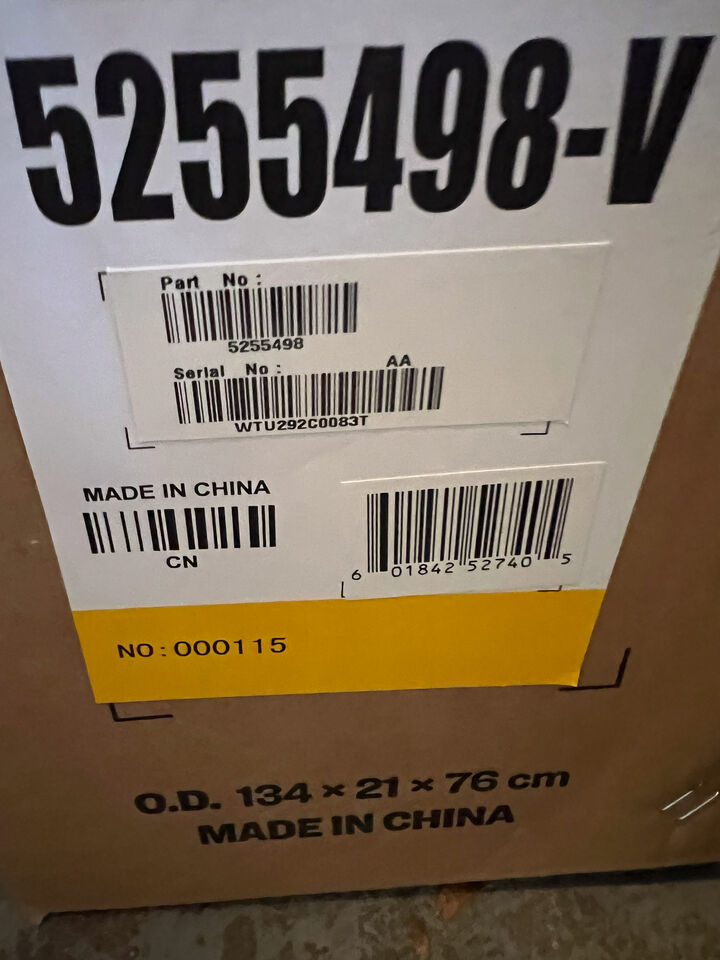 5255498-V
Part No:
5255498
Serial No: AA
WTU292C0083T
MADE IN CHINA
CN
6 01842 52740 5
NO:000115
O.D. 134 × 21 × 76 cm
MADE IN CHINA